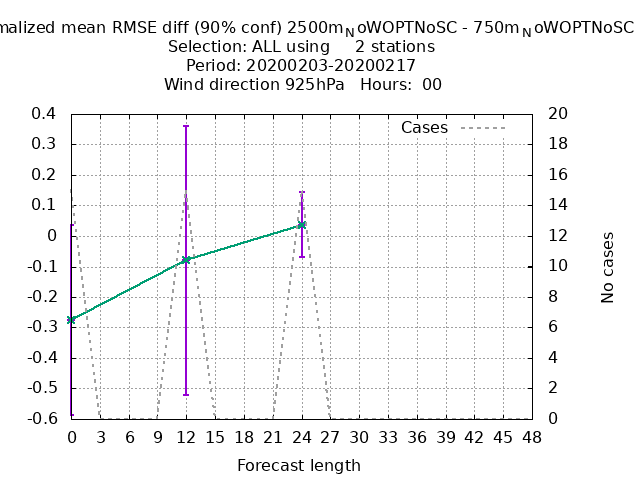 malized mean RMSE diff (90% conf) 2500mNoWOPTNoSC - 750mNoWOPTNoSC
Selection: ALL using 2 stations
Period: 20200203-20200217
Wind direction 925hPa Hours: 00
Cases
0.4
0.3
0.2
0.1
0
-0.1
-0.2
-0.3
-0.4
-0.5
-0.6
20
18
16
14
12
10
8
6
4
2
0
No cases
0 3 6 9 12 15 18 21 24 27 30 33 36 39 42 45 48
Forecast length